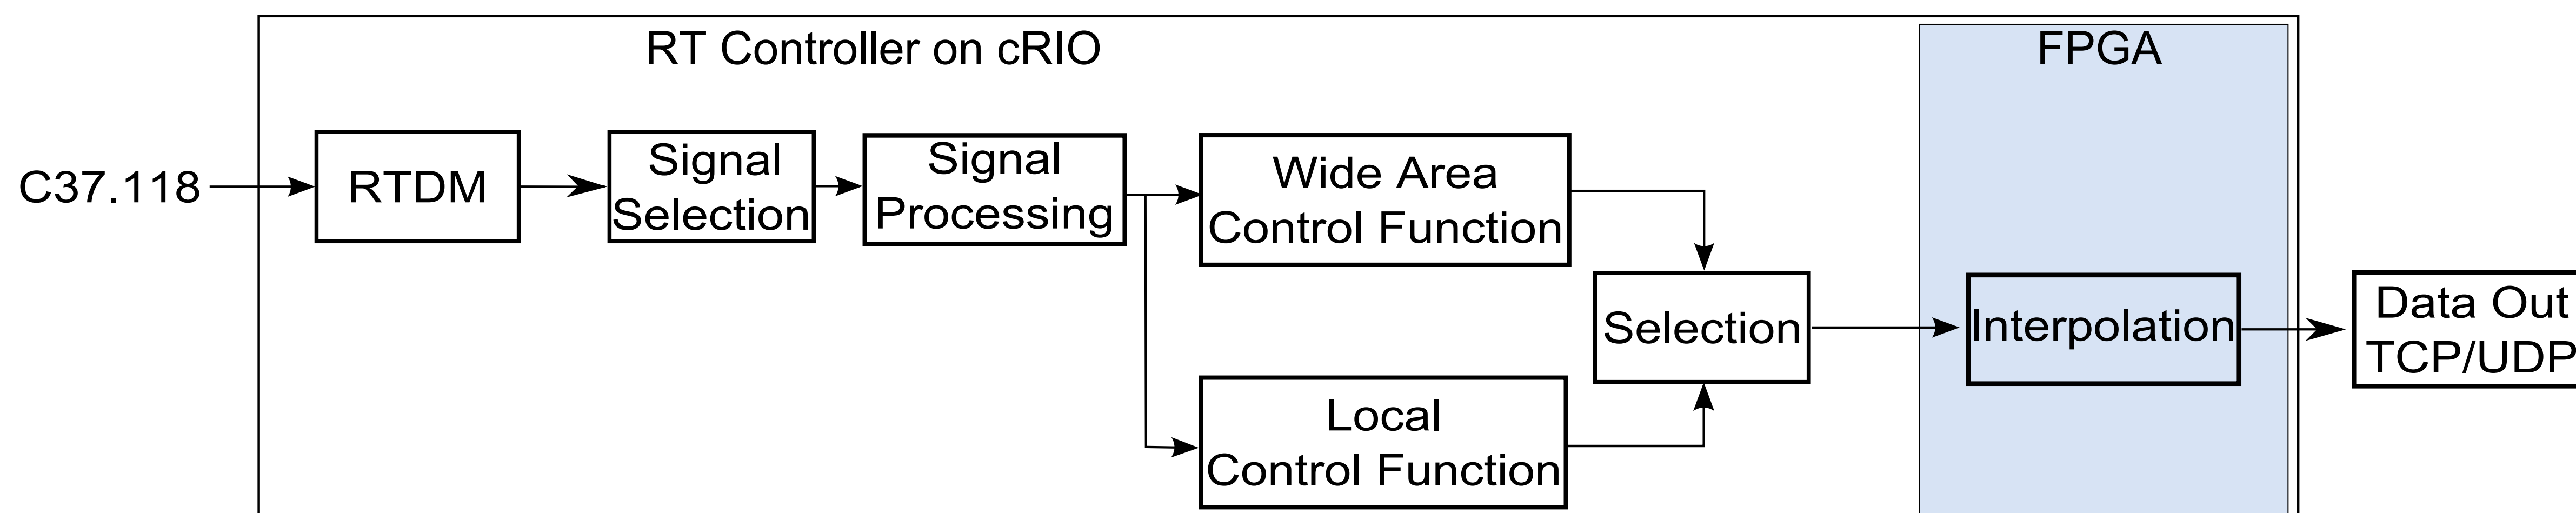 RT Controller on cRIO
FPGA
C37.118
RTDM
Signal
Selection
Signal
Processing
Wide Area
Control Function
Local
Control Function
Selection
Interpolation
Data Out
TCP/UDP